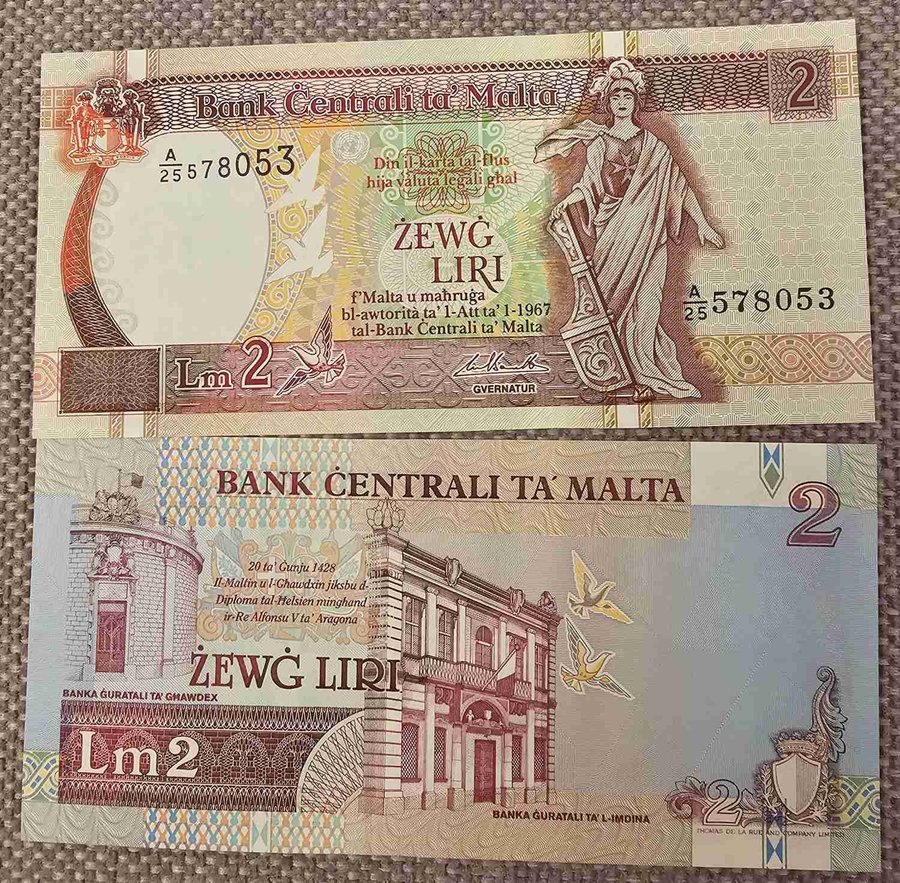 Bank Ċentrali ta' Malta
2
A/25 578053
Din il-karta tal-flus
hija valuta legali għal
ŻEWĠ
LIRI
f'Malta u maħruġa
bl-awtorità ta' l-Att ta' l-1967
tal-Bank Ċentrali ta' Malta
A/25 578053
Lm 2
GVERNATUR
BANK ĊENTRALI TA' MALTA
2
20 ta' Ġunju 1428
Il-Maltin u l-Għawdxin jiksbu d-
Diploma tal-Ħelsien mingħand
ir-Re Alfonsu V ta' Aragona
ŻEWĠ LIRI
BANKA ĠURATALI TA' GĦAWDEX
Lm 2
2
BANKA ĠURATALI TA' L-IMDINA
THOMAS DE LA RUE AND COMPANY LIMITED